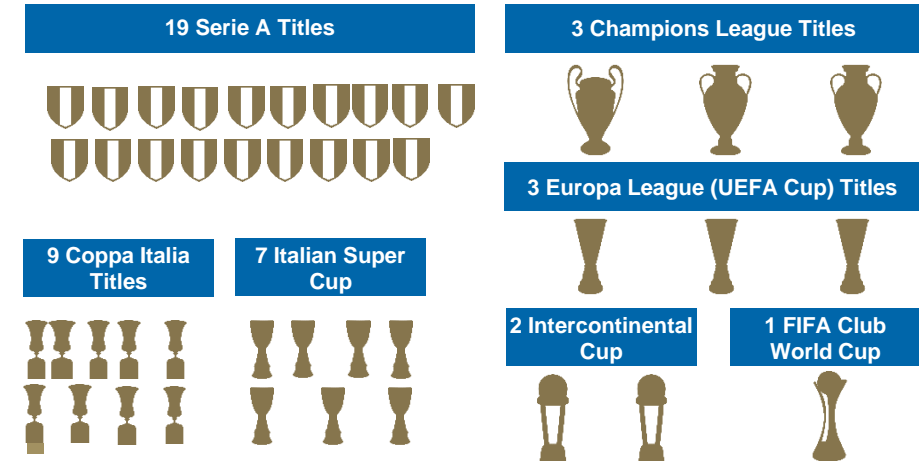 19 Serie A Titles
3 Champions League Titles
3 Europa League (UEFA Cup) Titles
9 Coppa Italia
Titles
7 Italian Super
Cup
2 Intercontinental
Cup
1 FIFA Club
World Cup